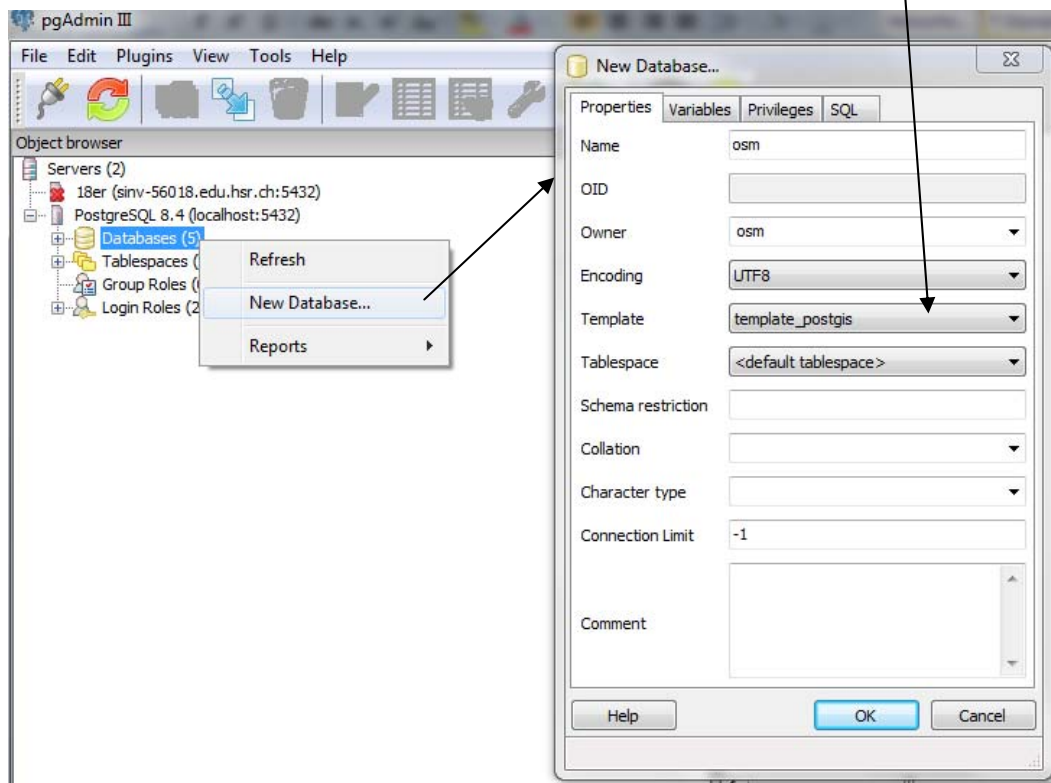 pgAdmin III
File Edit Plugins View Tools Help
Object browser
Servers (2)
18er (sinv-56018.edu.hsr.ch:5432)
PostgreSQL 8.4 (localhost:5432)
Databases (5)
Tablespaces (
Group Roles (
Login Roles (2
Refresh
New Database...
Reports
New Database...
Properties Variables Privileges SQL
Name osm
OID
Owner osm
Encoding UTF8
Template template_postgis
Tablespace <default tablespace>
Schema restriction
Collation
Character type
Connection Limit -1
Comment
Help OK Cancel